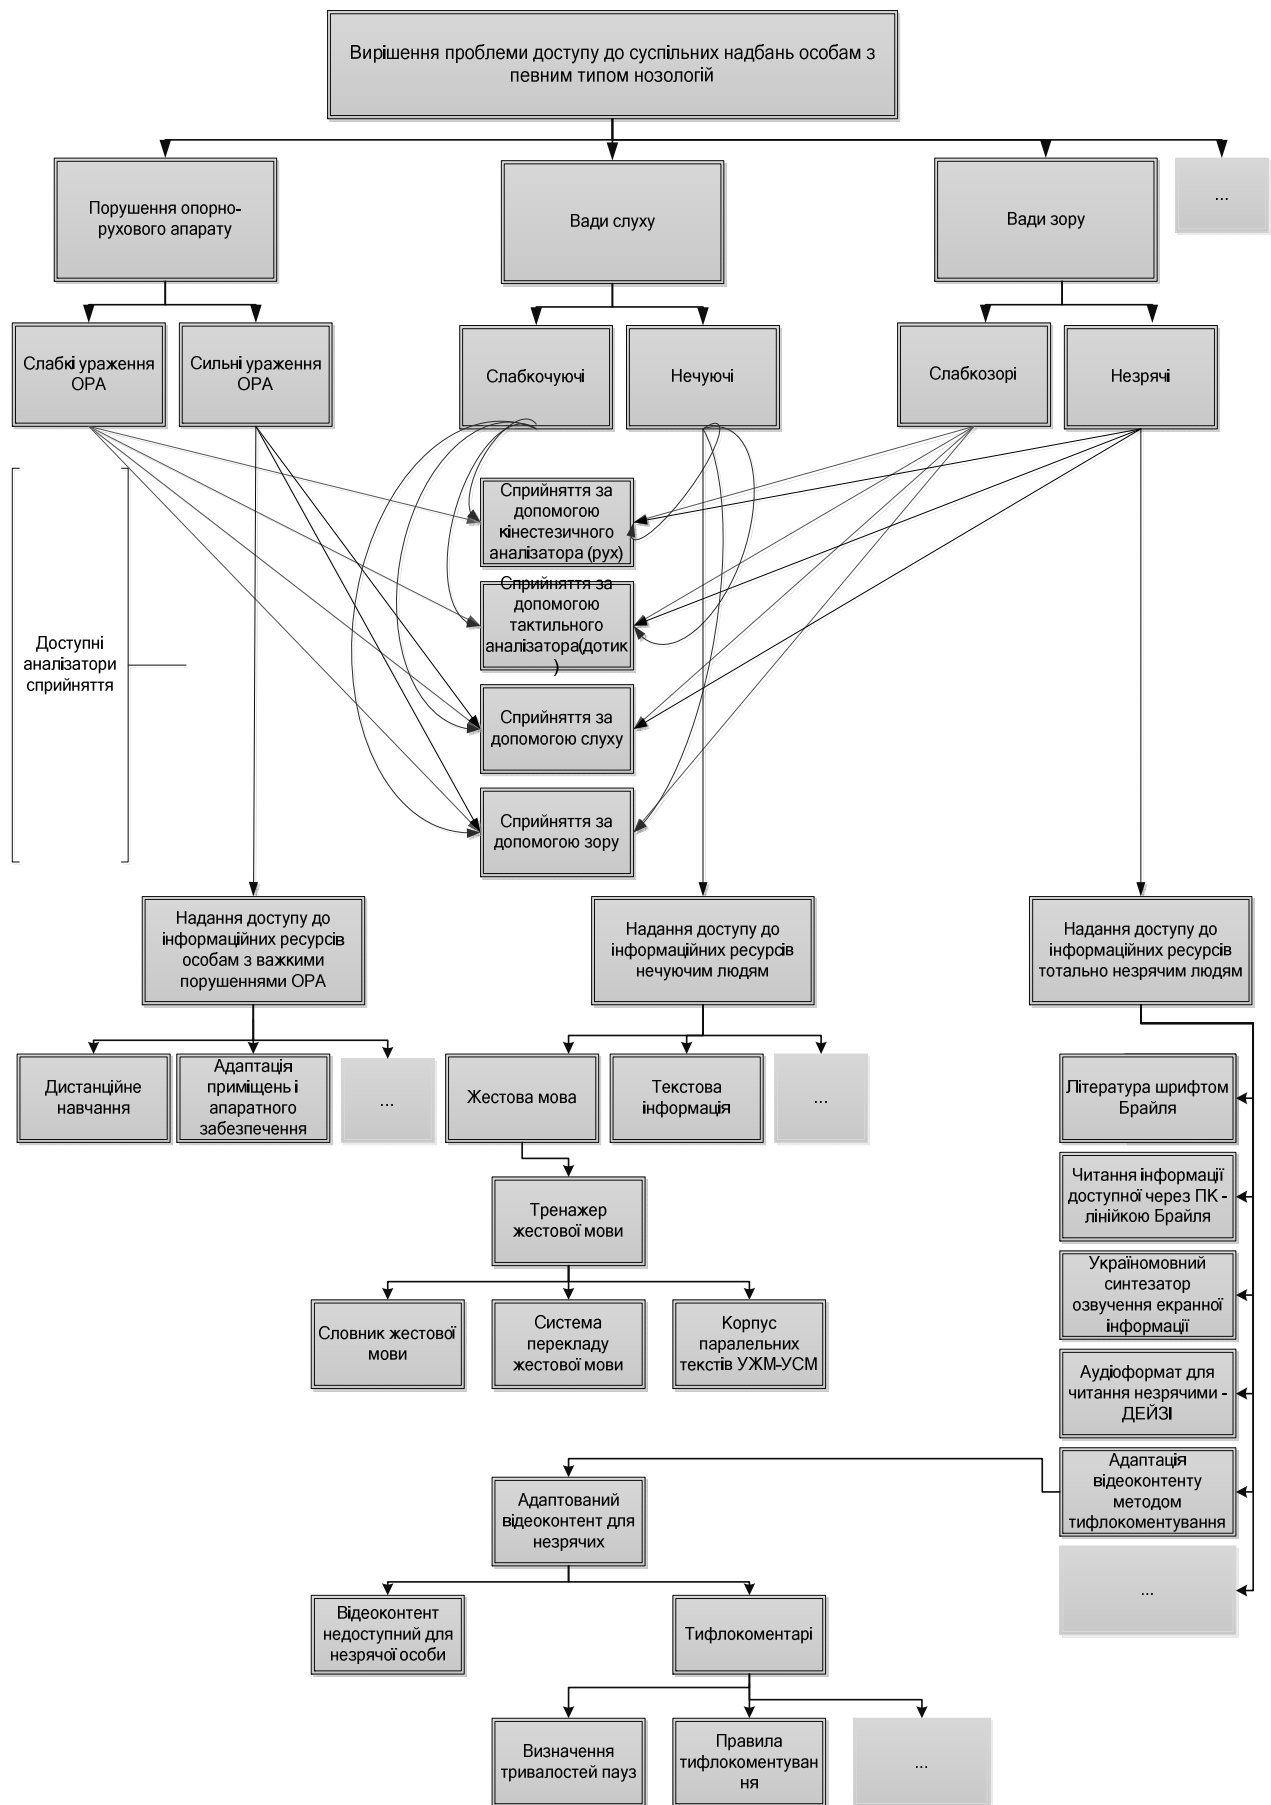 Вирішення проблеми доступу до суспільних надбань особам з
певним типом нозологій
Порушення опорно-
рухового апарату
Вади слуху
Вади зору
...
Слабкі ураження
ОРА
Сильні ураження
ОРА
Слабкочуючі
Нечуючі
Слабкозорі
Незрячі
Доступні
аналізатори
сприйняття
Сприйняття за
допомогою
кінестезичного
аналізатора (рух)
Сприйняття за
допомогою
тактильного
аналізатора(дотик
)
Сприйняття за
допомогою слуху
Сприйняття за
допомогою зору
Надання доступу до
інформаційних ресурсів
особам з важкими
порушеннями ОРА
Надання доступу до
інформаційних ресурсів
нечуючим людям
Надання доступу до
інформаційних ресурсів
тотально незрячим людям
Дистанційне
навчання
Адаптація
приміщень і
апаратного
забезпечення
...
Жестова мова
Текстова
інформація
...
Тренажер
жестової мови
Словник жестової
мови
Система
перекладу
жестової мови
Корпус
паралельних
текстів УЖМ-УСМ
Література шрифтом
Брайля
Читання інформації
доступної через ПК -
лінійкою Брайля
Україномовний
синтезатор
озвучення екранної
інформації
Аудіоформат для
читання незрячими -
ДЕЙЗІ
Адаптація
відеоконтенту
методом
тифлокоментування
...
Адаптований
відеоконтент для
незрячих
Відеоконтент
недоступний для
незрячої особи
Тифлокоментарі
Визначення
тривалостей пауз
Правила
тифлокоментуван
ня
...